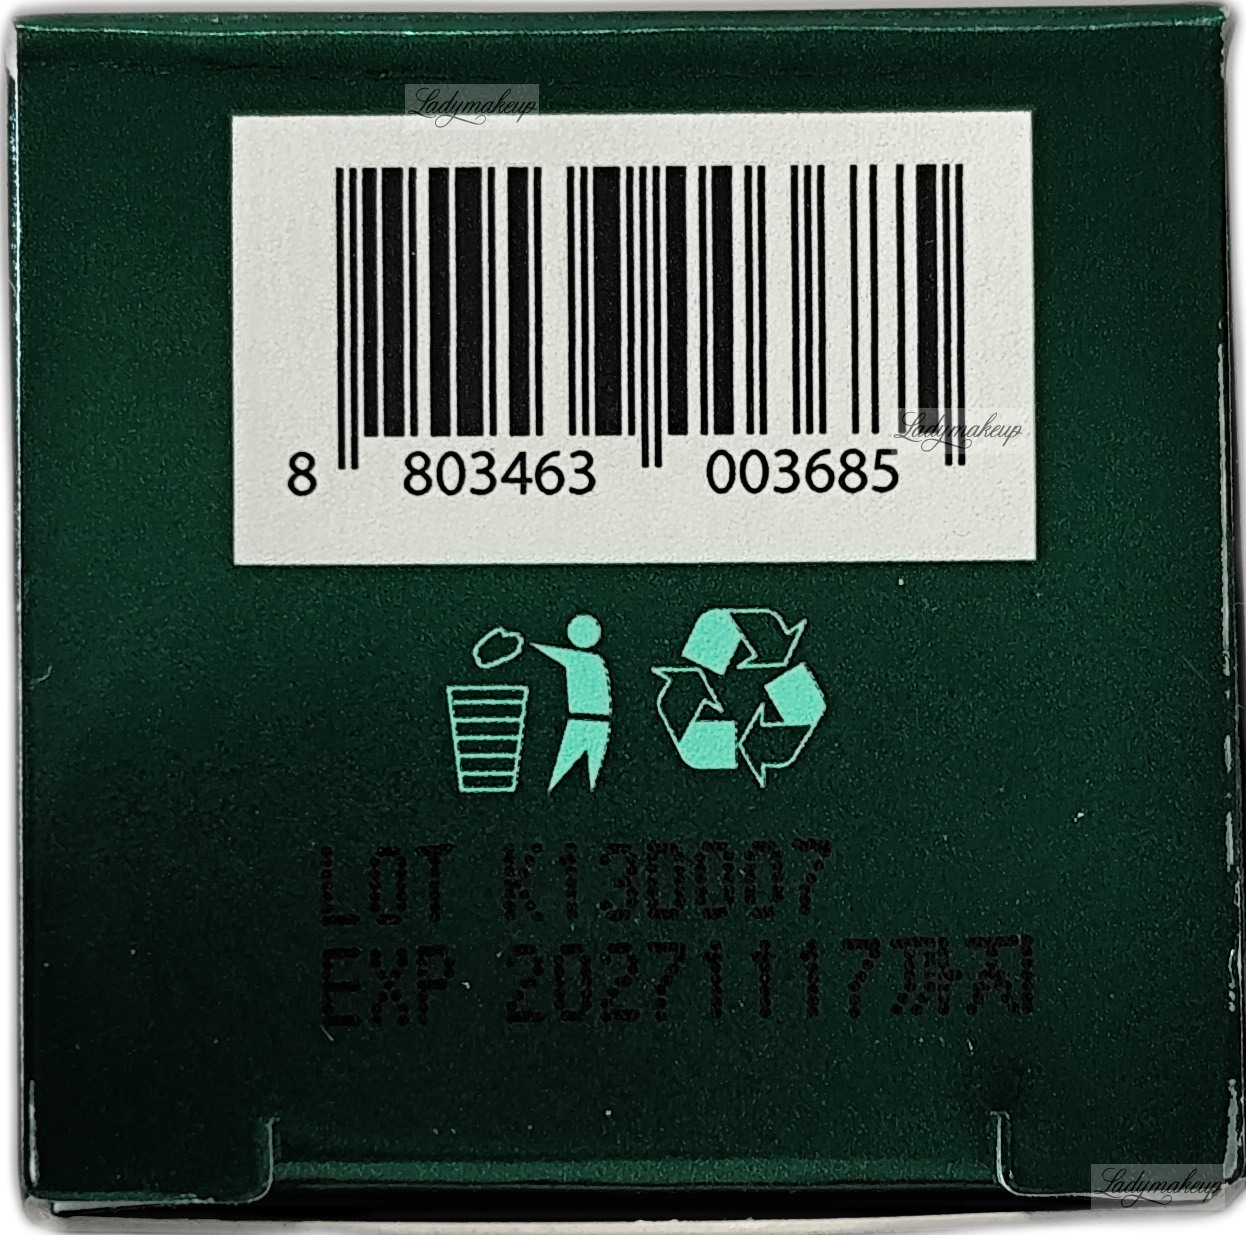 Ladymakeup
8 803463 003685
Ladymakeup
LOT K13D007
EXP 20271117까지
Ladymakeup